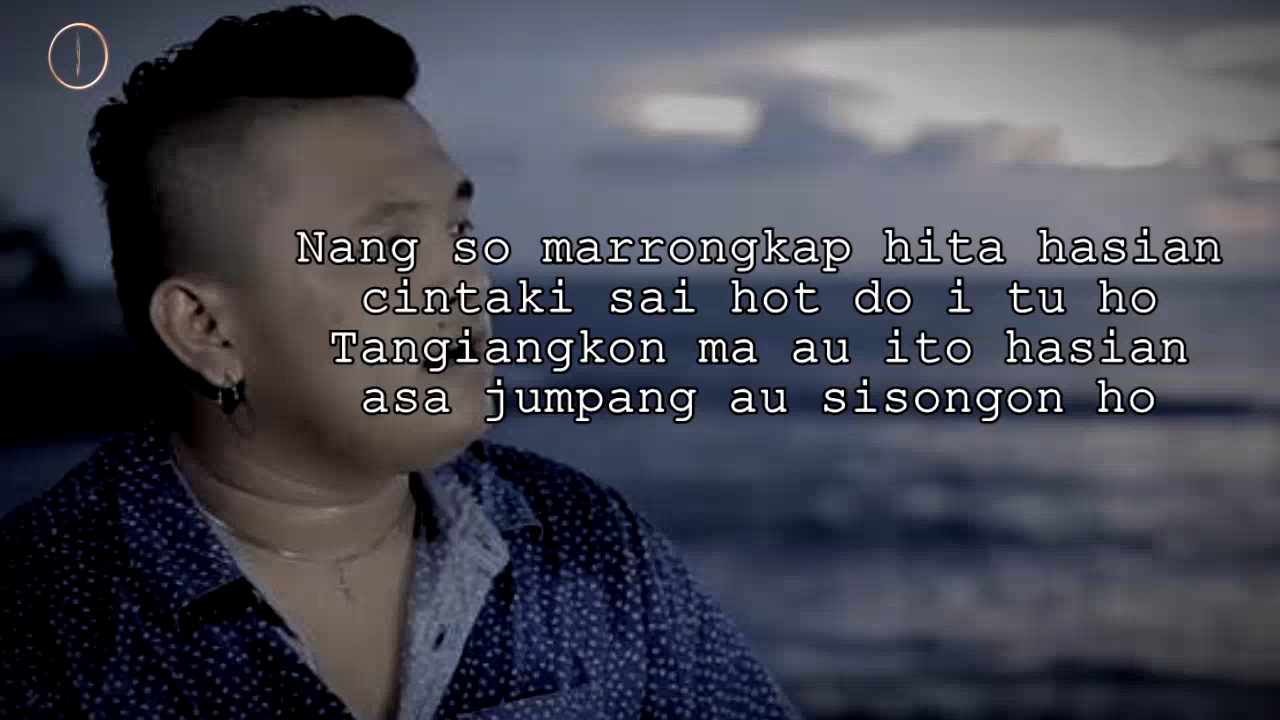 Nang so marrongkap hita hasian
cintaki sai hot do i tu ho
Tangiangkon ma au ito hasian
asa jumpang au sisongon ho